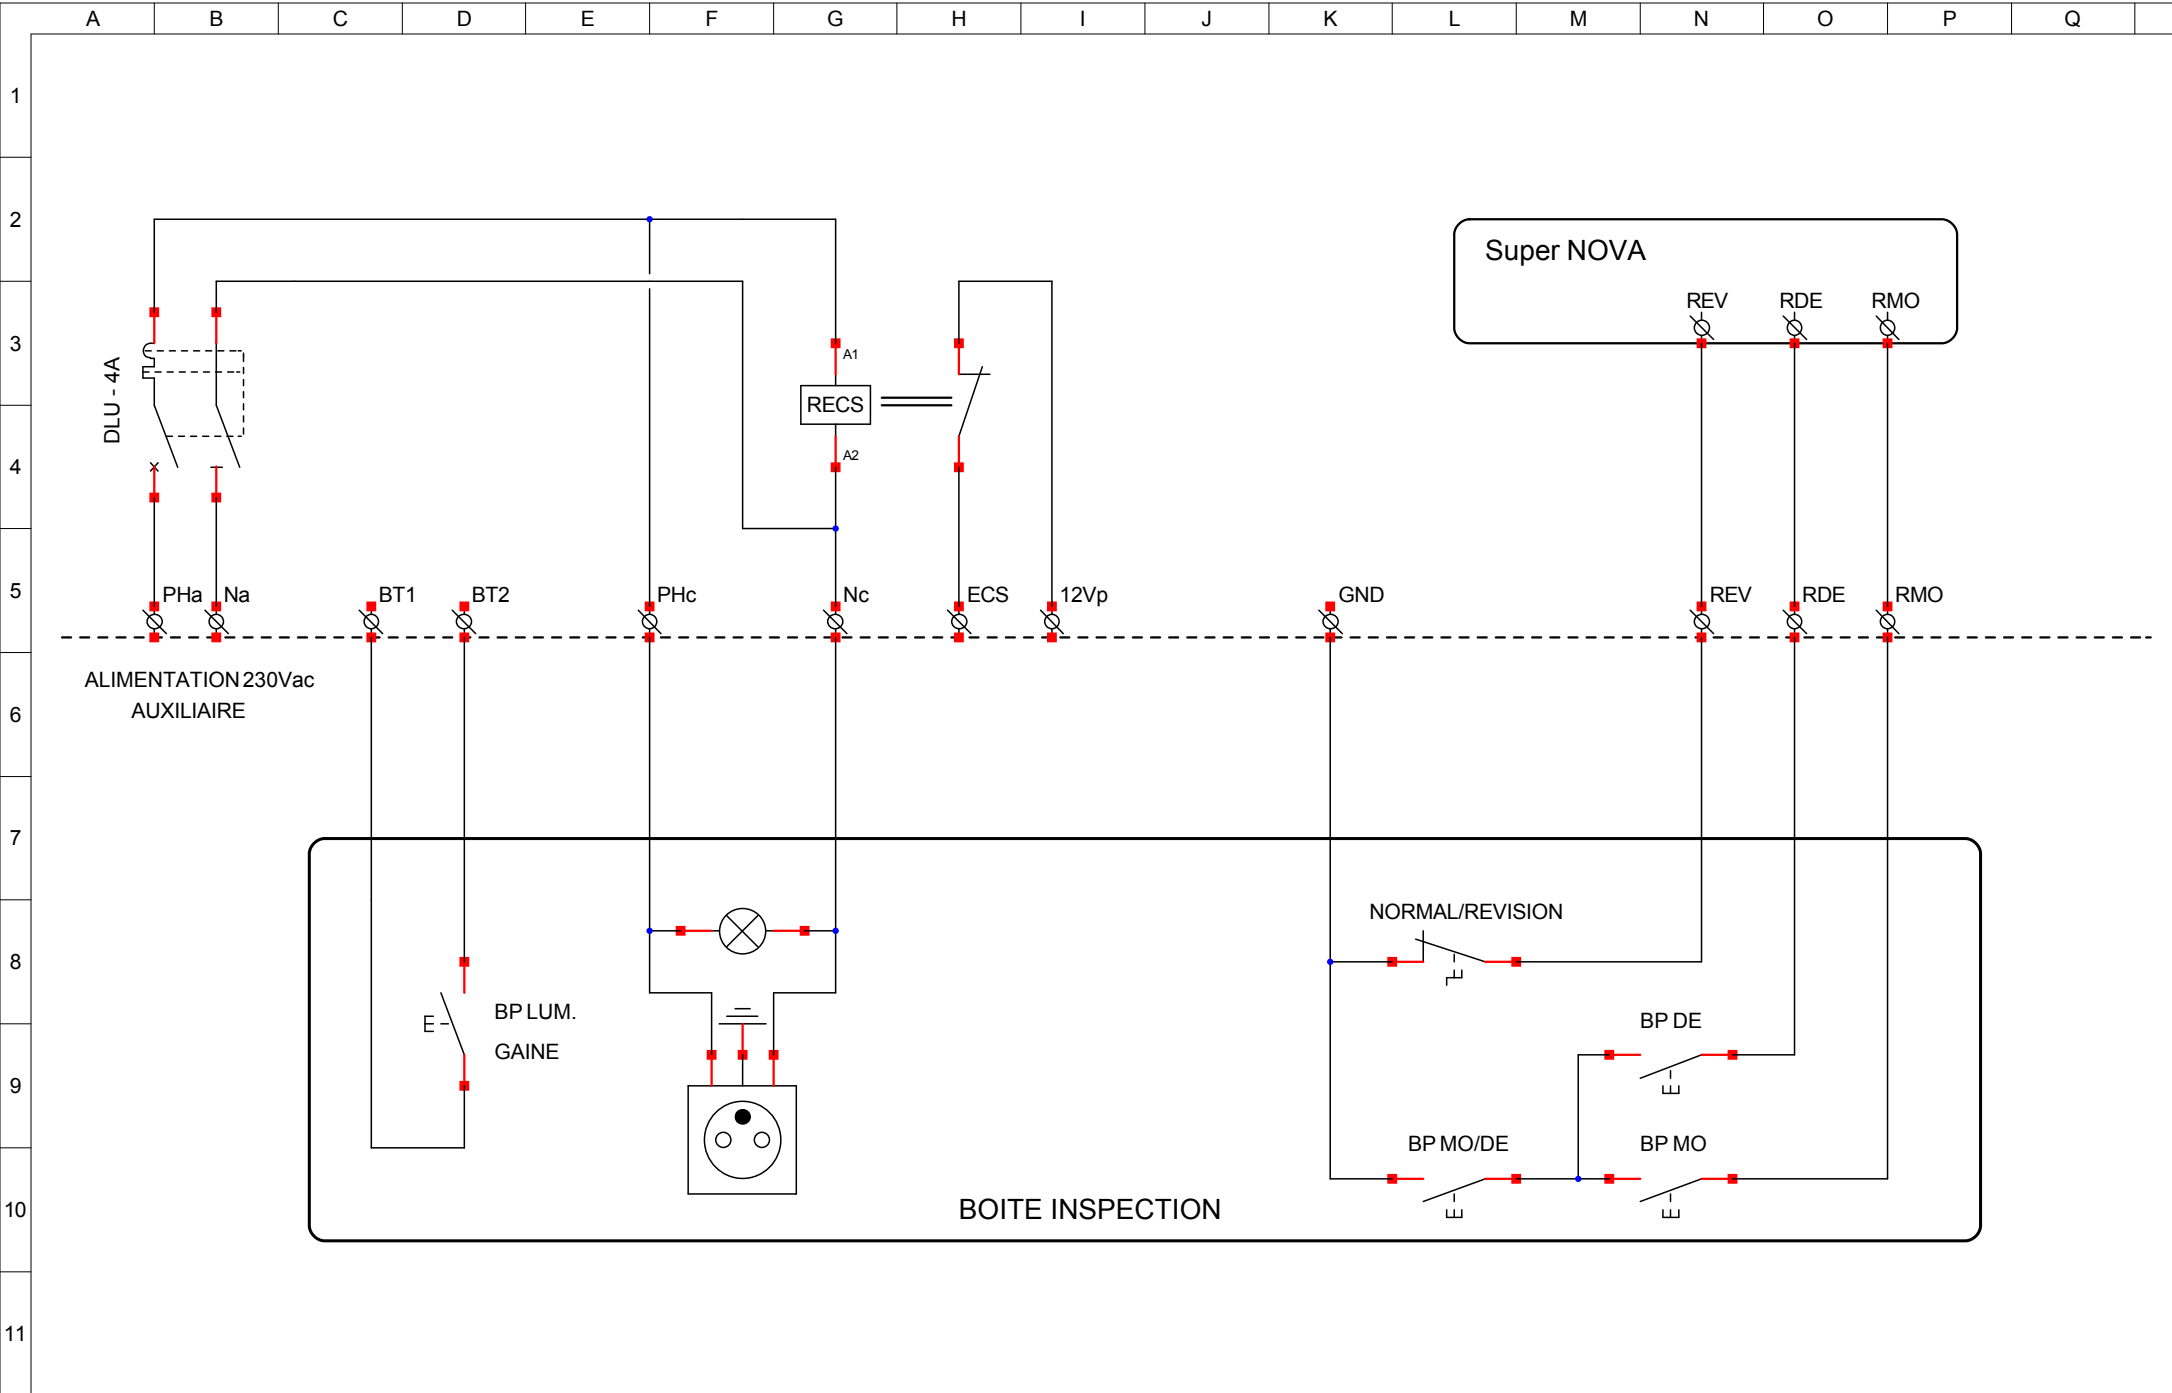 A B C D E F G H I J K L M N O P Q
1
2
Super NOVA
REV RDE RMO
3
A1
DLU - 4A
RECS
4
A2
5
PHa Na BT1 BT2 PHc Nc ECS 12Vp GND REV RDE RMO
ALIMENTATION 230Vac
AUXILIAIRE
6
7
NORMAL/REVISION
8
BP LUM.
GAINE
BP DE
9
BP MO/DE BP MO
10
BOITE INSPECTION
11